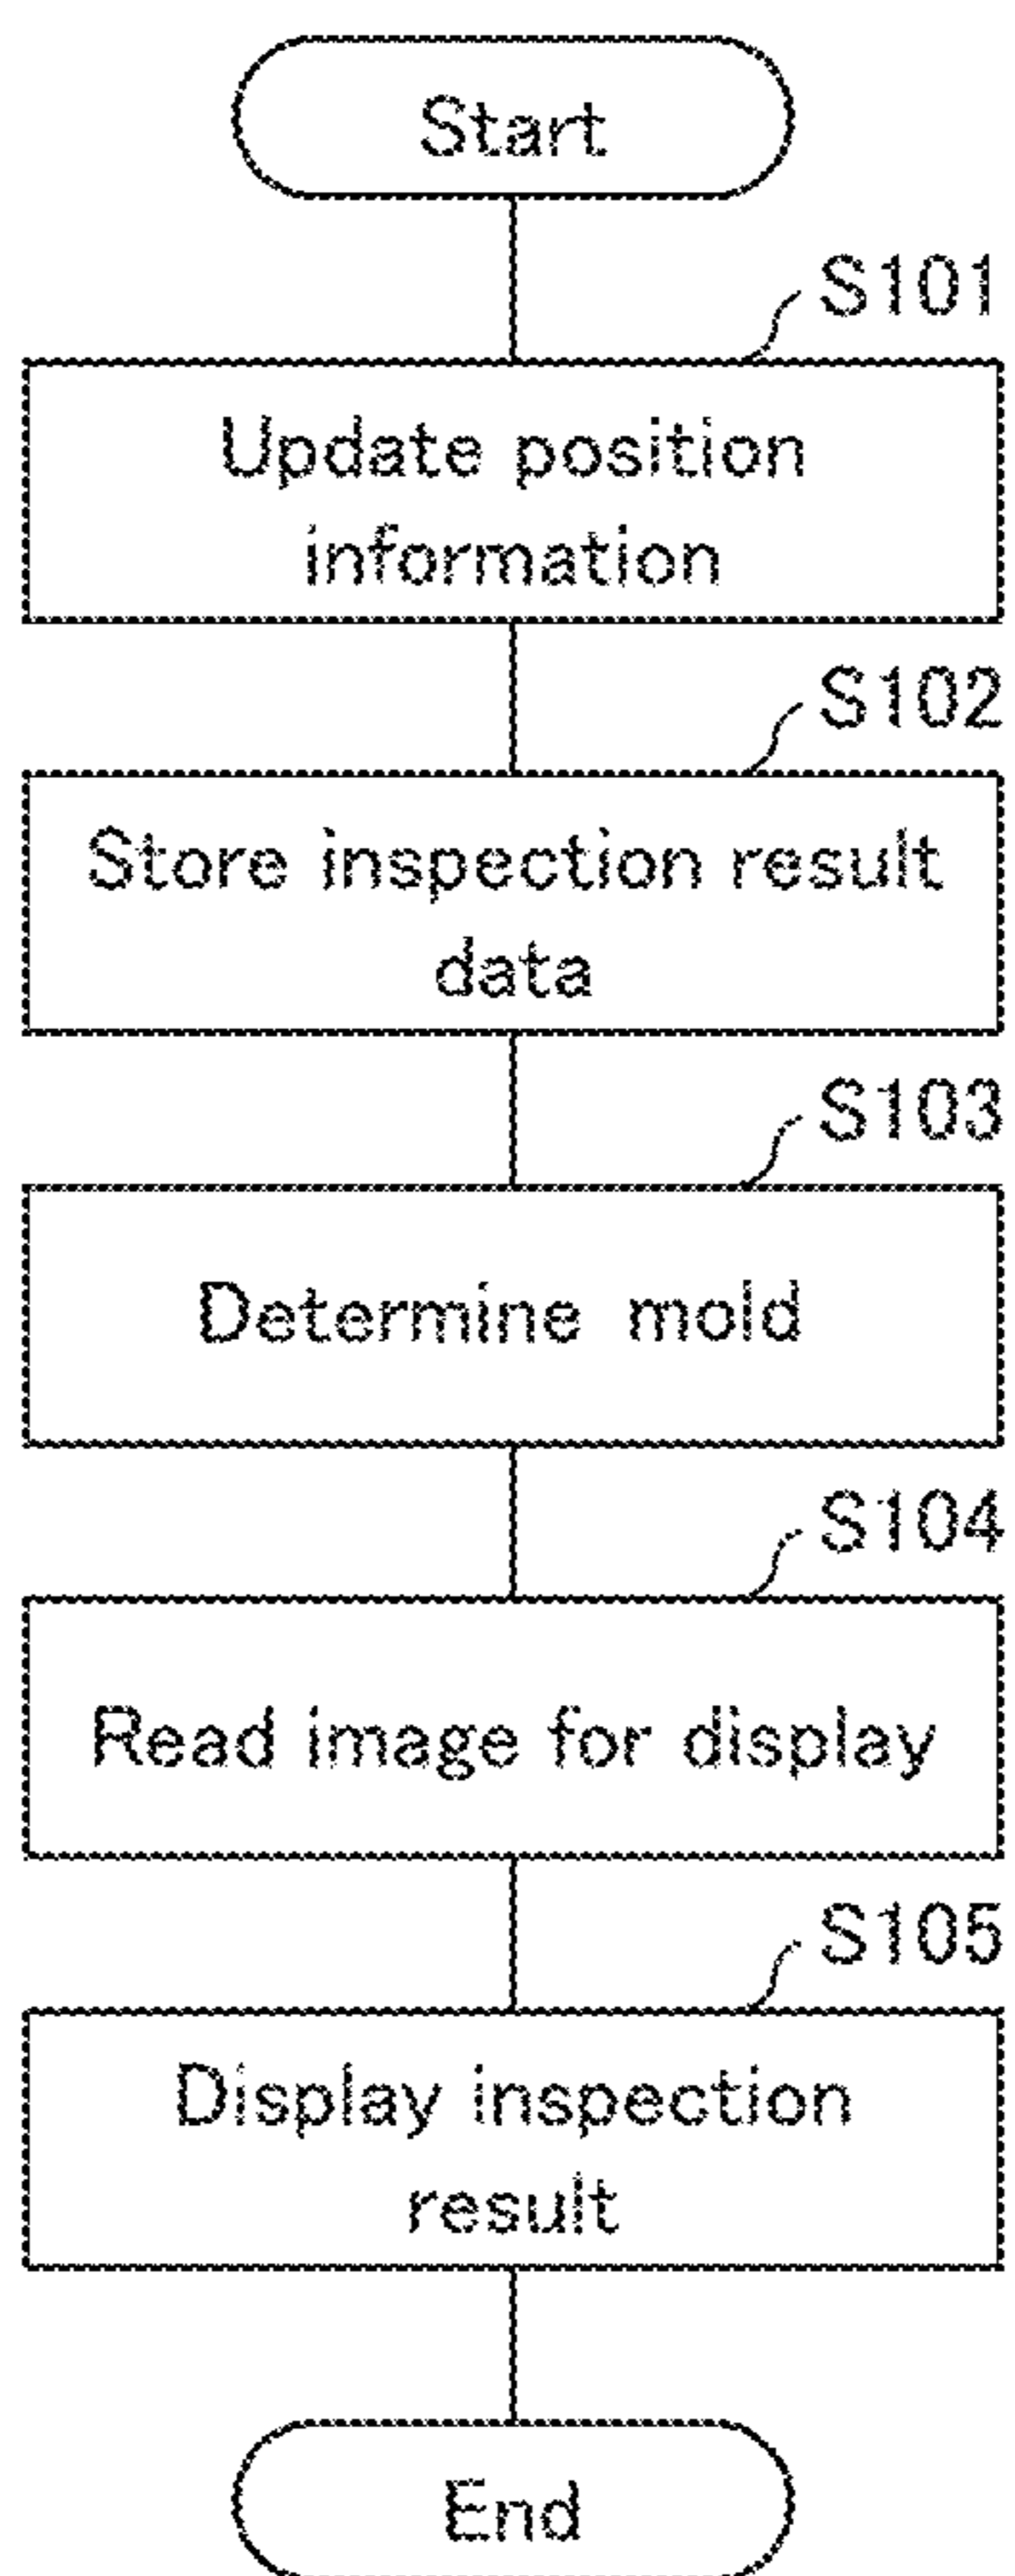 Start
S101
Update position
information
S102
Store inspection result
data
S103
Determine mold
S104
Read image for display
S105
Display inspection
result
End